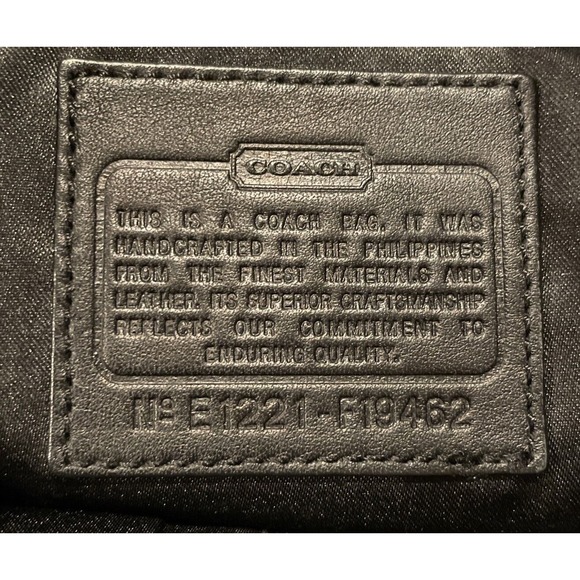 COACH
THIS IS A COACH BAG. IT WAS
HANDCRAFTED IN THE PHILIPPINES
FROM THE FINEST MATERIALS AND
LEATHER. ITS SUPERIOR CRAFTSMANSHIP
REFLECTS OUR COMMITMENT TO
ENDURING QUALITY.
Nº E1221-F19462